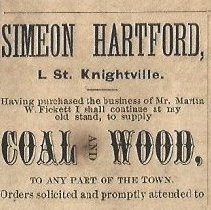 SIMEON HARTFORD,
L St. Knightville.
Having purchased the business of Mr. Martin
W. Fickett I shall continue at my
old stand, to supply
COAL AND WOOD,
TO ANY PART OF THE TOWN.
Orders solicited and promptly attended to